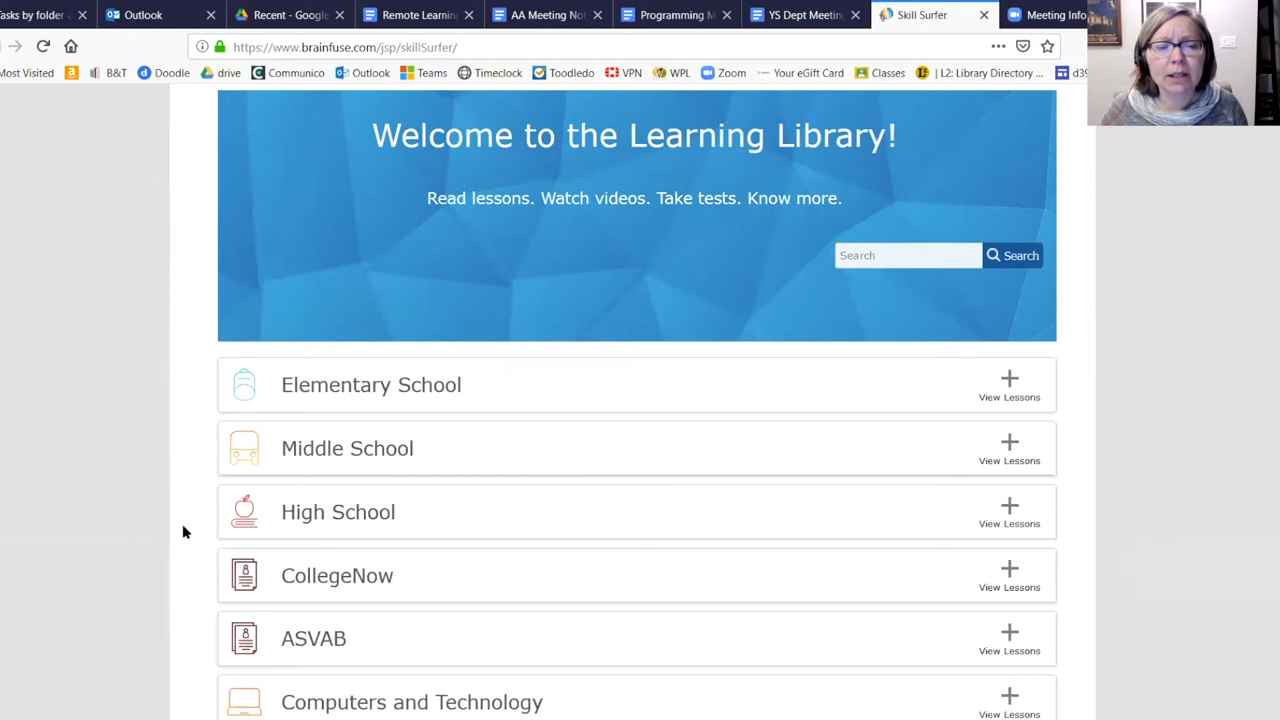 asks by folder
Outlook
Recent - Google
Remote Learnin
AA Meeting Not
Programming M
YS Dept Meetin
Skill Surfer
Meeting Info
https://www.brainfuse.com/jsp/skillSurfer/
Most Visited
B&T
Doodle
drive
Communico
Outlook
Teams
Timeclock
Toodledo
VPN
WPL
Zoom
Your eGift Card
Classes
| L2: Library Directory ...
d39
Welcome to the Learning Library!
Read lessons. Watch videos. Take tests. Know more.
Search
Search
Elementary School
View Lessons
Middle School
View Lessons
High School
View Lessons
CollegeNow
View Lessons
ASVAB
View Lessons
Computers and Technology
View Lessons